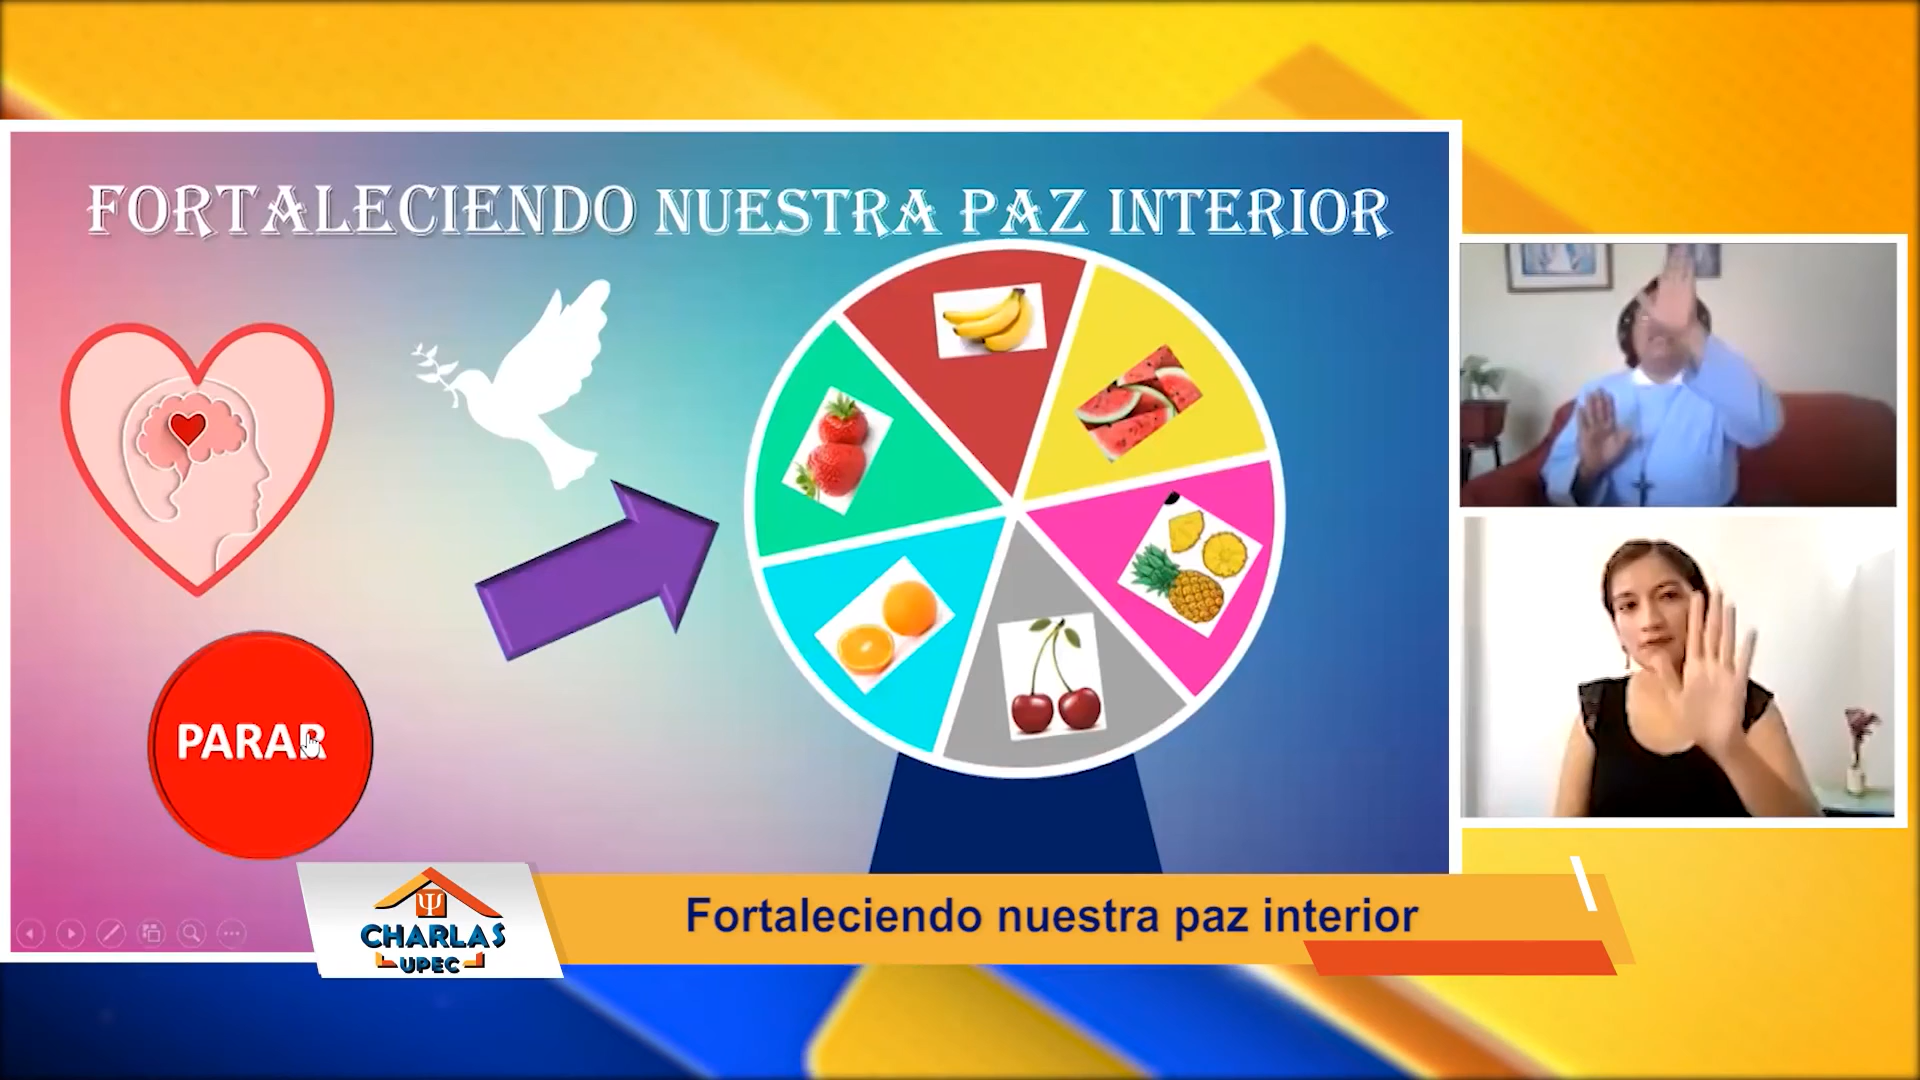 FORTALECIENDO NUESTRA PAZ INTERIOR
PARAR
Ψ
CHARLAS
UPEC
Fortaleciendo nuestra paz interior